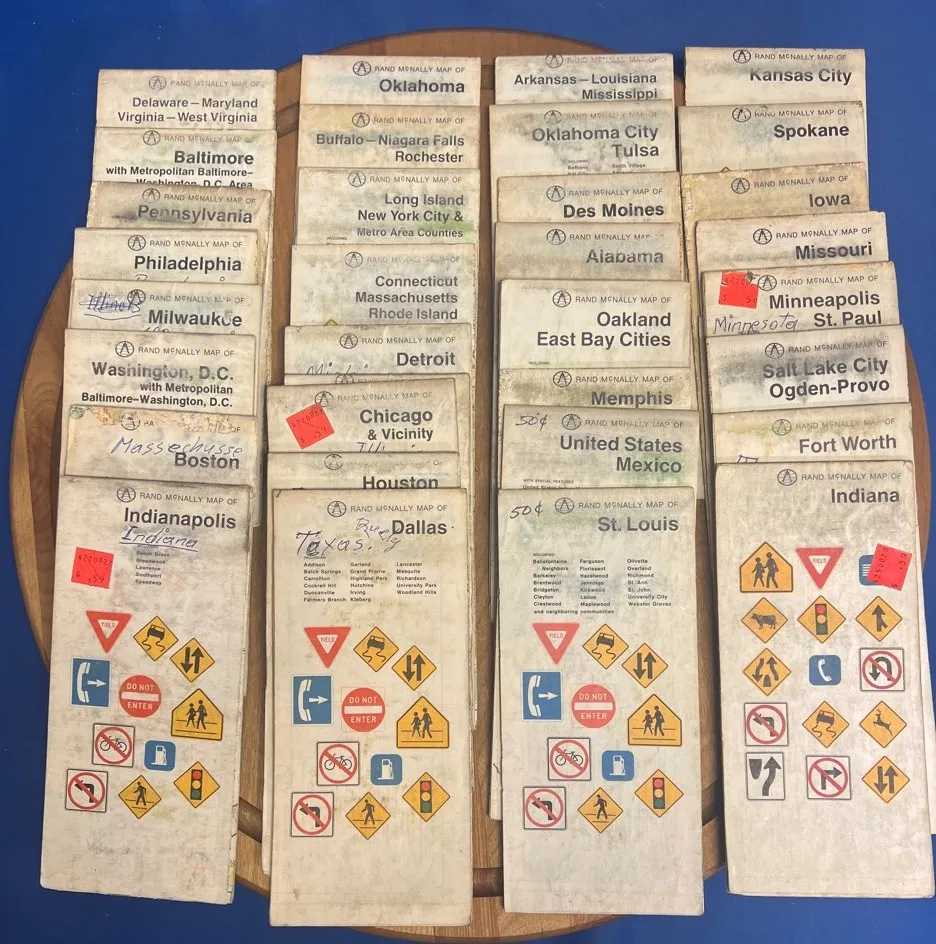 RAND MCNALLY MAP OF
Delaware–Maryland
Virginia–West Virginia
RAND MCNALLY MAP OF
Baltimore
with Metropolitan Baltimore–
Washington, D.C. Area
RAND MCNALLY MAP OF
Pennsylvania
RAND MCNALLY MAP OF
Philadelphia
RAND MCNALLY MAP OF
Illinois
Milwaukee
RAND MCNALLY MAP OF
Washington, D.C.
with Metropolitan
Baltimore–Washington, D.C.
RA
Massechusse
Boston
RAND MCNALLY MAP OF
Indianapolis
Indiana
Beech Grove
Greenwood
Lawrence
Southport
Speedway
.59
YIELD
DO NOT
ENTER
RAND MCNALLY MAP OF
Oklahoma
RAND MCNALLY MAP OF
Buffalo–Niagara Falls
Rochester
RAND MCNALLY MAP OF
Long Island
New York City &
Metro Area Counties
INCLUDING
RAND MCNALLY MAP OF
Connecticut
Massachusetts
Rhode Island
RAND MCNALLY MAP OF
Detroit
RAND MCNALLY MAP OF
Chicago
& Vicinity
RAND MCNALLY MAP OF
Houston
RAND MCNALLY MAP OF
Dallas
Texas.
INCLUDING
Addison Garland Lancaster
Balch Springs Grand Prairie Mesquite
Carrollton Highland Park Richardson
Cockrell Hill Hutchins University Park
Duncanville Irving Woodland Hills
Farmers Branch Kleberg
YIELD
DO NOT
ENTER
RAND MCNALLY MAP OF
Arkansas–Louisiana
Mississippi
RAND MCNALLY MAP OF
Oklahoma City
Tulsa
INCLUDING
RAND MCNALLY MAP OF
Des Moines
RAND MCNALLY MAP OF
Alabama
RAND MCNALLY MAP OF
Oakland
East Bay Cities
INCLUDING
RAND MCNALLY MAP OF
Memphis
50¢
RAND MCNALLY MAP OF
United States
Mexico
WITH SPECIAL FEATURES
50¢
RAND MCNALLY MAP OF
St. Louis
INCLUDING
Bellefontaine Ferguson Olivette
Neighbors Florissant Overland
Berkeley Hazelwood Richmond
Brentwood Jennings St. Ann
Bridgeton Kirkwood St. John
Clayton Ladue University City
Crestwood Maplewood Webster Groves
and neighboring communities
YIELD
DO NOT
ENTER
RAND MCNALLY MAP OF
Kansas City
RAND MCNALLY MAP OF
Spokane
RAND MCNALLY MAP OF
Iowa
RAND MCNALLY MAP OF
Missouri
RAND MCNALLY MAP OF
Minneapolis
Minnesota
St. Paul
RAND MCNALLY MAP OF
Salt Lake City
Ogden-Provo
RAND MCNALLY MAP OF
Fort Worth
RAND MCNALLY MAP OF
Indiana
YIELD